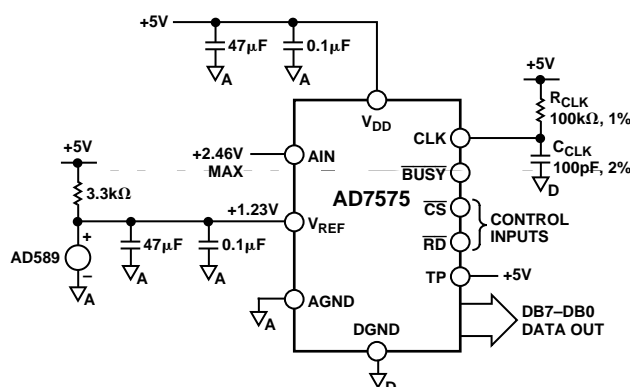 +5V
47μF
0.1μF
A
A
VDD
+5V
RCLK
100kΩ, 1%
CLK
CCLK
100pF, 2%
D
+2.46V
MAX
AIN
BUSY
AD7575
CS
RD
CONTROL
INPUTS
+5V
3.3kΩ
+1.23V
VREF
AD589
+
–
47μF
0.1μF
A
A
A
TP
+5V
AGND
A
DGND
D
DB7–DB0
DATA OUT